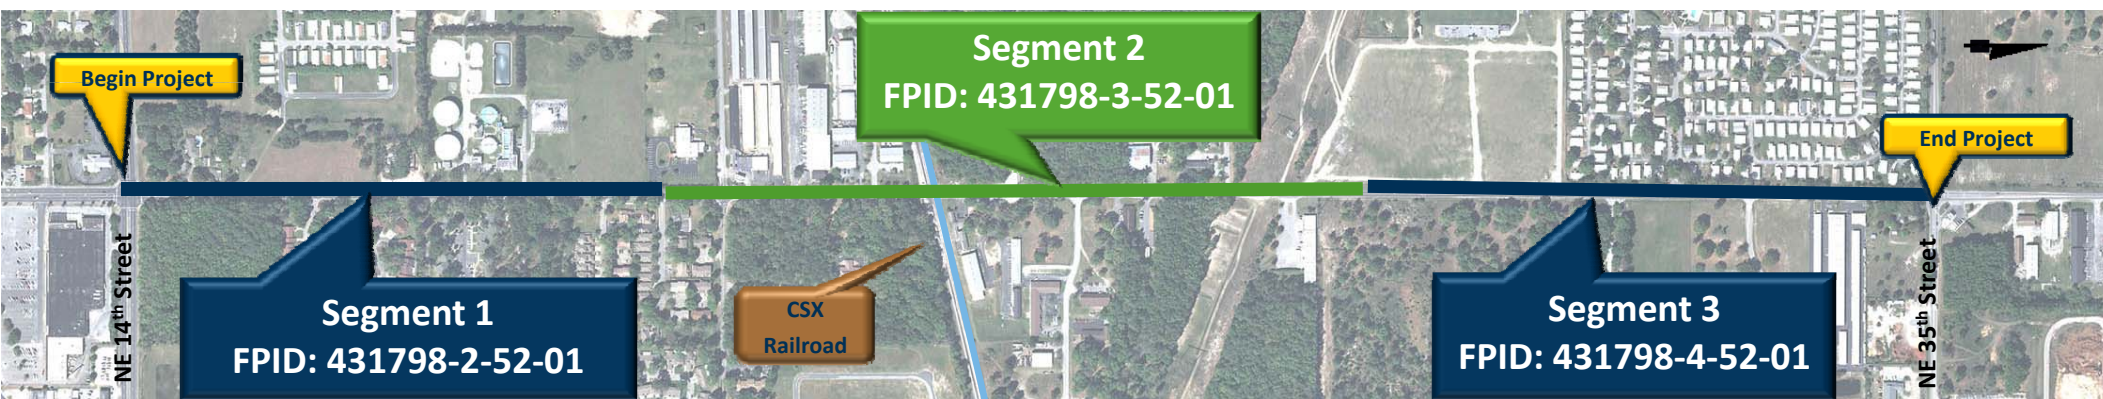 Begin Project
Segment 2
FPID: 431798-3-52-01
End Project
NE 14th Street
Segment 1
FPID: 431798-2-52-01
CSX
Railroad
Segment 3
FPID: 431798-4-52-01
NE 35th Street